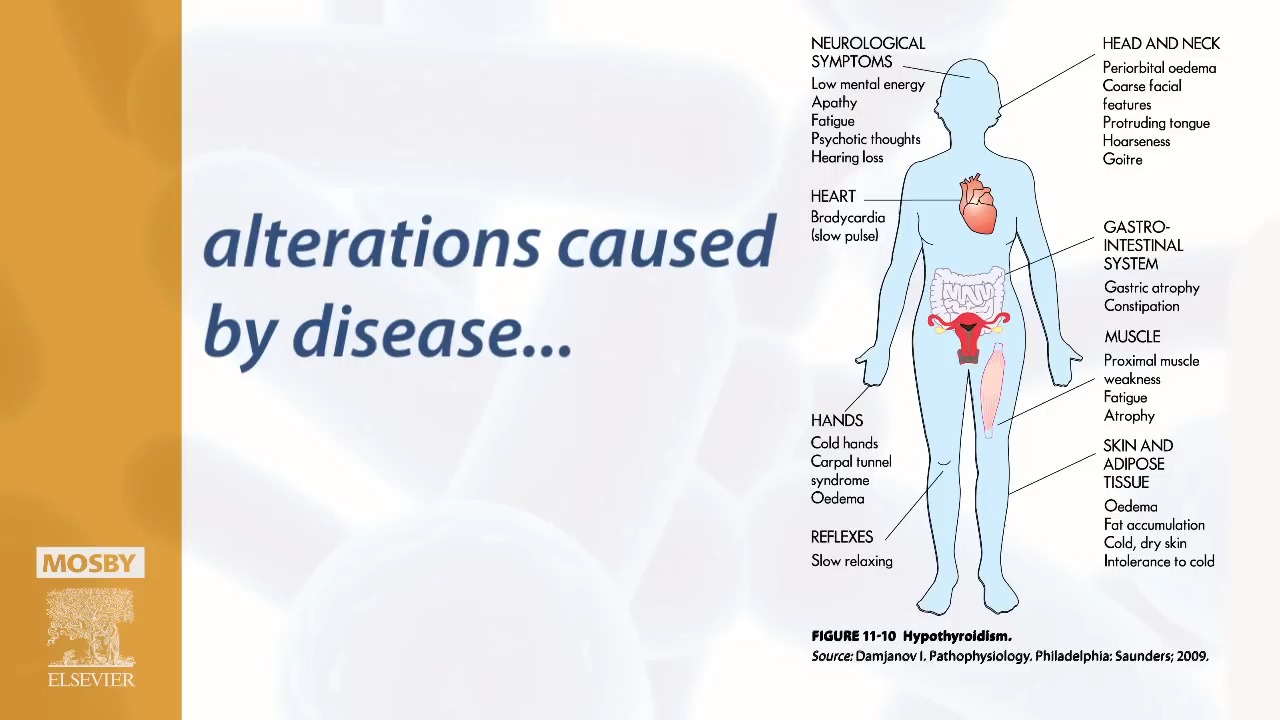 alterations caused
by disease...
MOSBY
ELSEVIER
NEUROLOGICAL
SYMPTOMS
Low mental energy
Apathy
Fatigue
Psychotic thoughts
Hearing loss
HEART
Bradycardia
(slow pulse)
HANDS
Cold hands
Carpal tunnel
syndrome
Oedema
REFLEXES
Slow relaxing
HEAD AND NECK
Periorbital oedema
Coarse facial
features
Protruding tongue
Hoarseness
Goitre
GASTRO-
INTESTINAL
SYSTEM
Gastric atrophy
Constipation
MUSCLE
Proximal muscle
weakness
Fatigue
Atrophy
SKIN AND
ADIPOSE
TISSUE
Oedema
Fat accumulation
Cold, dry skin
Intolerance to cold
FIGURE 11-10 Hypothyroidism.
Source: Damjanov I. Pathophysiology. Philadelphia: Saunders; 2009.